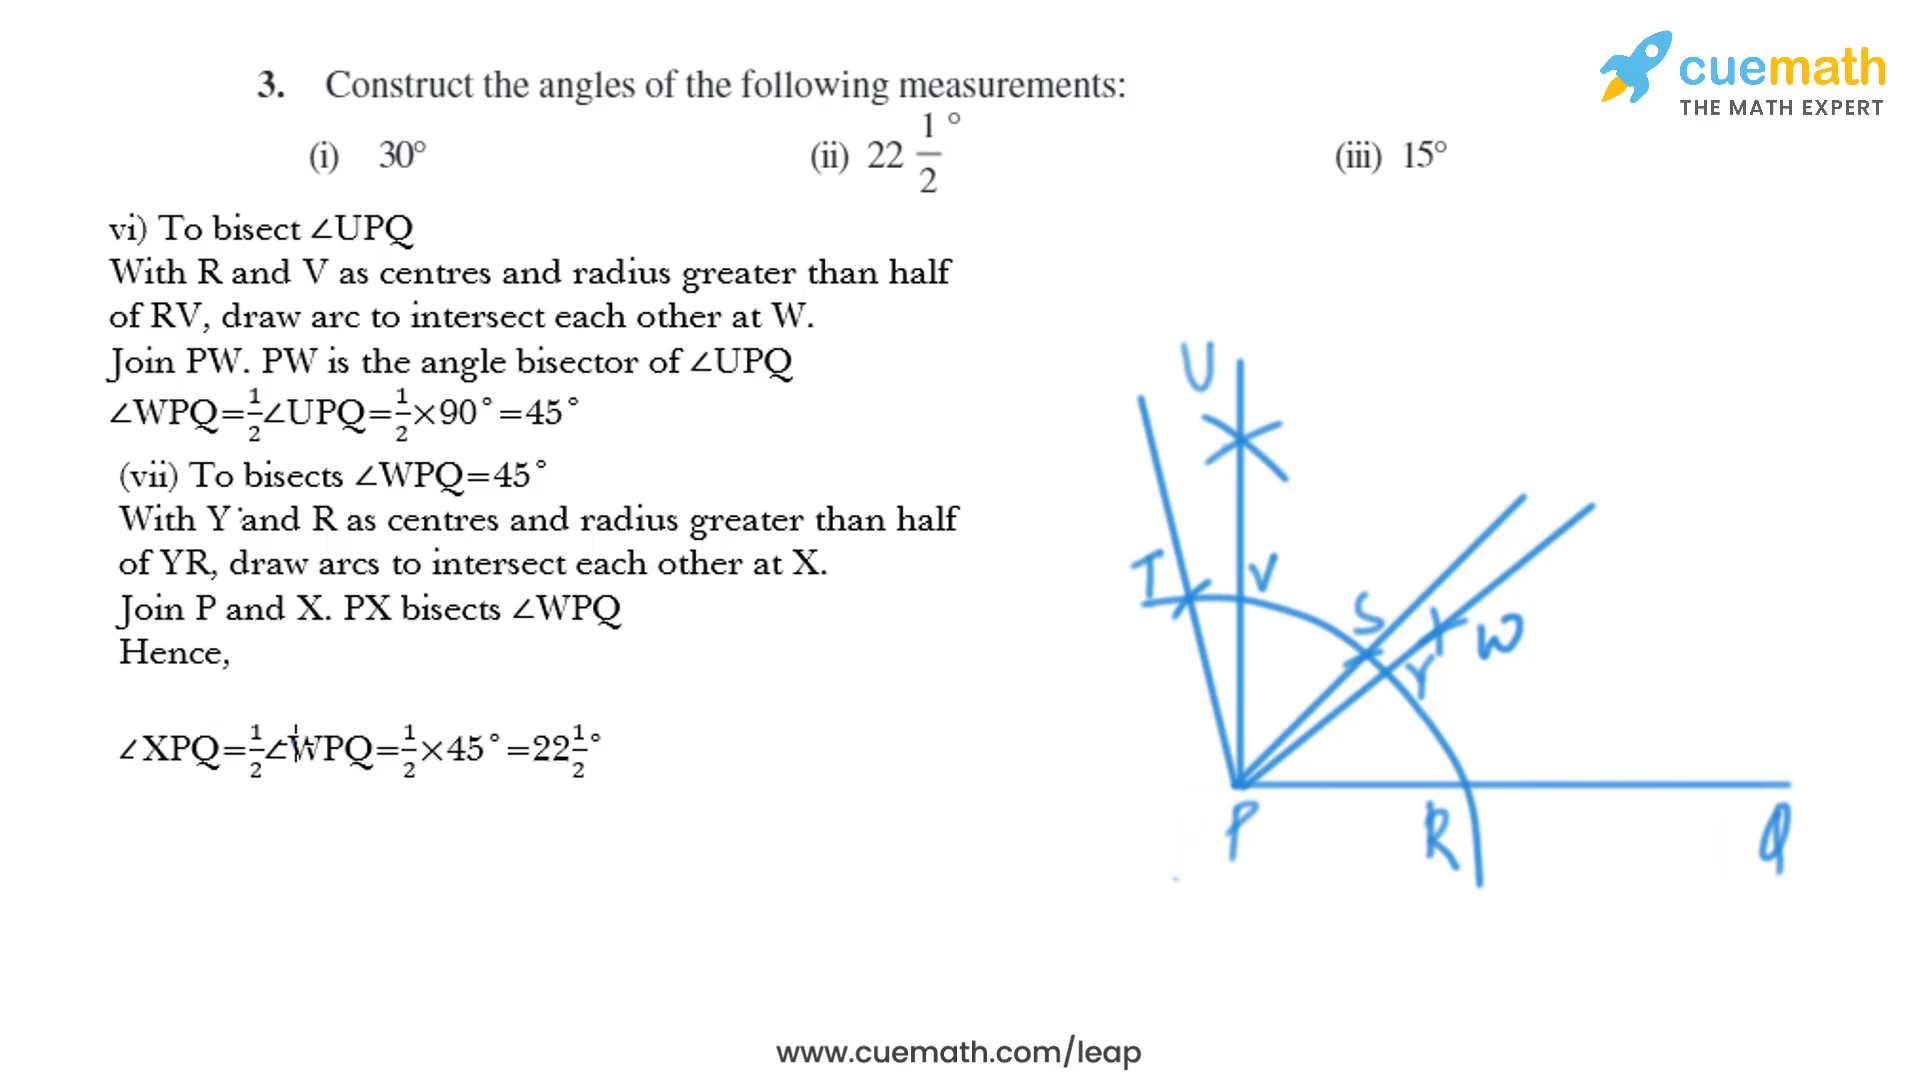 3. Construct the angles of the following measurements:
(i) 30° (ii) 22 1/2° (iii) 15°
cuemath
THE MATH EXPERT
vi) To bisect ∠UPQ
With R and V as centres and radius greater than half
of RV, draw arc to intersect each other at W.
Join PW. PW is the angle bisector of ∠UPQ
∠WPQ=1/2∠UPQ=1/2×90°=45°
(vii) To bisects ∠WPQ=45°
With Y and R as centres and radius greater than half
of YR, draw arcs to intersect each other at X.
Join P and X. PX bisects ∠WPQ
Hence,
∠XPQ=1/2∠WPQ=1/2×45°=22 1/2°
U
T
V
S
W
Y
P
R
Q
www.cuemath.com/leap